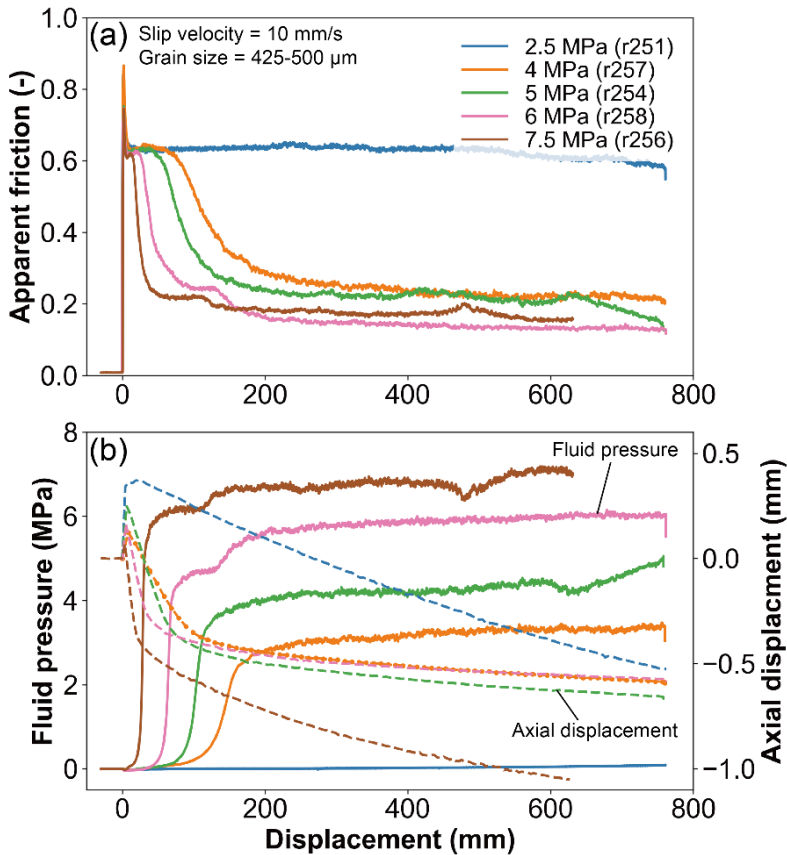 (a)
Slip velocity = 10 mm/s
Grain size = 425-500 µm
2.5 MPa (r251)
4 MPa (r257)
5 MPa (r254)
6 MPa (r258)
7.5 MPa (r256)
Apparent friction (-)
1.0
0.8
0.6
0.4
0.2
0.0
0
200
400
600
800
(b)
Fluid pressure
Axial displacement
Fluid pressure (MPa)
8
6
4
2
0
Axial displacment (mm)
0.5
0.0
−0.5
−1.0
0
200
400
600
800
Displacement (mm)